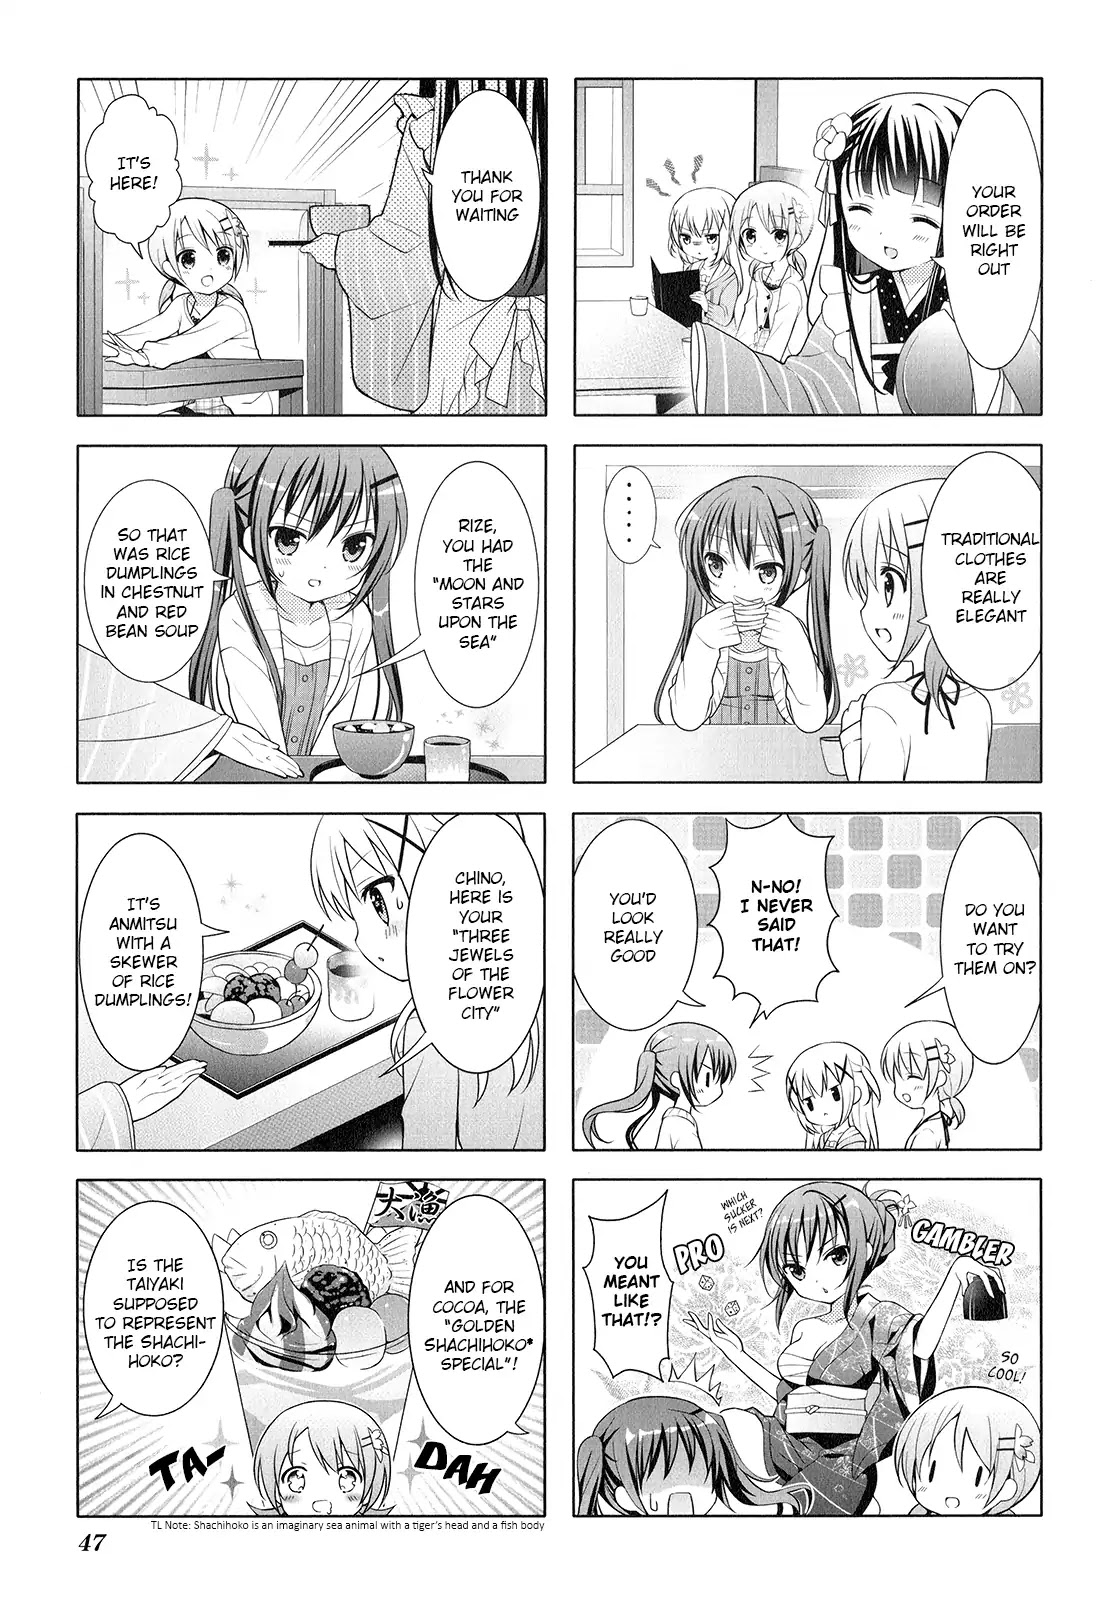 YOUR
ORDER
WILL BE
RIGHT
OUT
TRADITIONAL
CLOTHES
ARE
REALLY
ELEGANT
....
DO YOU
WANT
TO TRY
THEM ON?
N-NO!
I NEVER
SAID
THAT!
YOU'D
LOOK
REALLY
GOOD
WHICH
SUCKER
IS NEXT?
PRO
GAMBLER
YOU
MEANT
LIKE
THAT!?
SO
COOL!
THANK
YOU FOR
WAITING
IT'S
HERE!
RIZE,
YOU HAD
THE
"MOON AND
STARS
UPON THE
SEA"
SO THAT
WAS RICE
DUMPLINGS
IN CHESTNUT
AND RED
BEAN SOUP
CHINO,
HERE IS
YOUR
"THREE
JEWELS
OF THE
FLOWER
CITY"
IT'S
ANMITSU
WITH A
SKEWER
OF RICE
DUMPLINGS!
大漁
AND FOR
COCOA, THE
"GOLDEN
SHACHIHOKO*
SPECIAL"!
IS THE
TAIYAKI
SUPPOSED
TO REPRESENT
THE SHACHI-
HOKO?
TA-
DAH
TL Note: Shachihoko is an imaginary sea animal with a tiger's head and a fish body
47